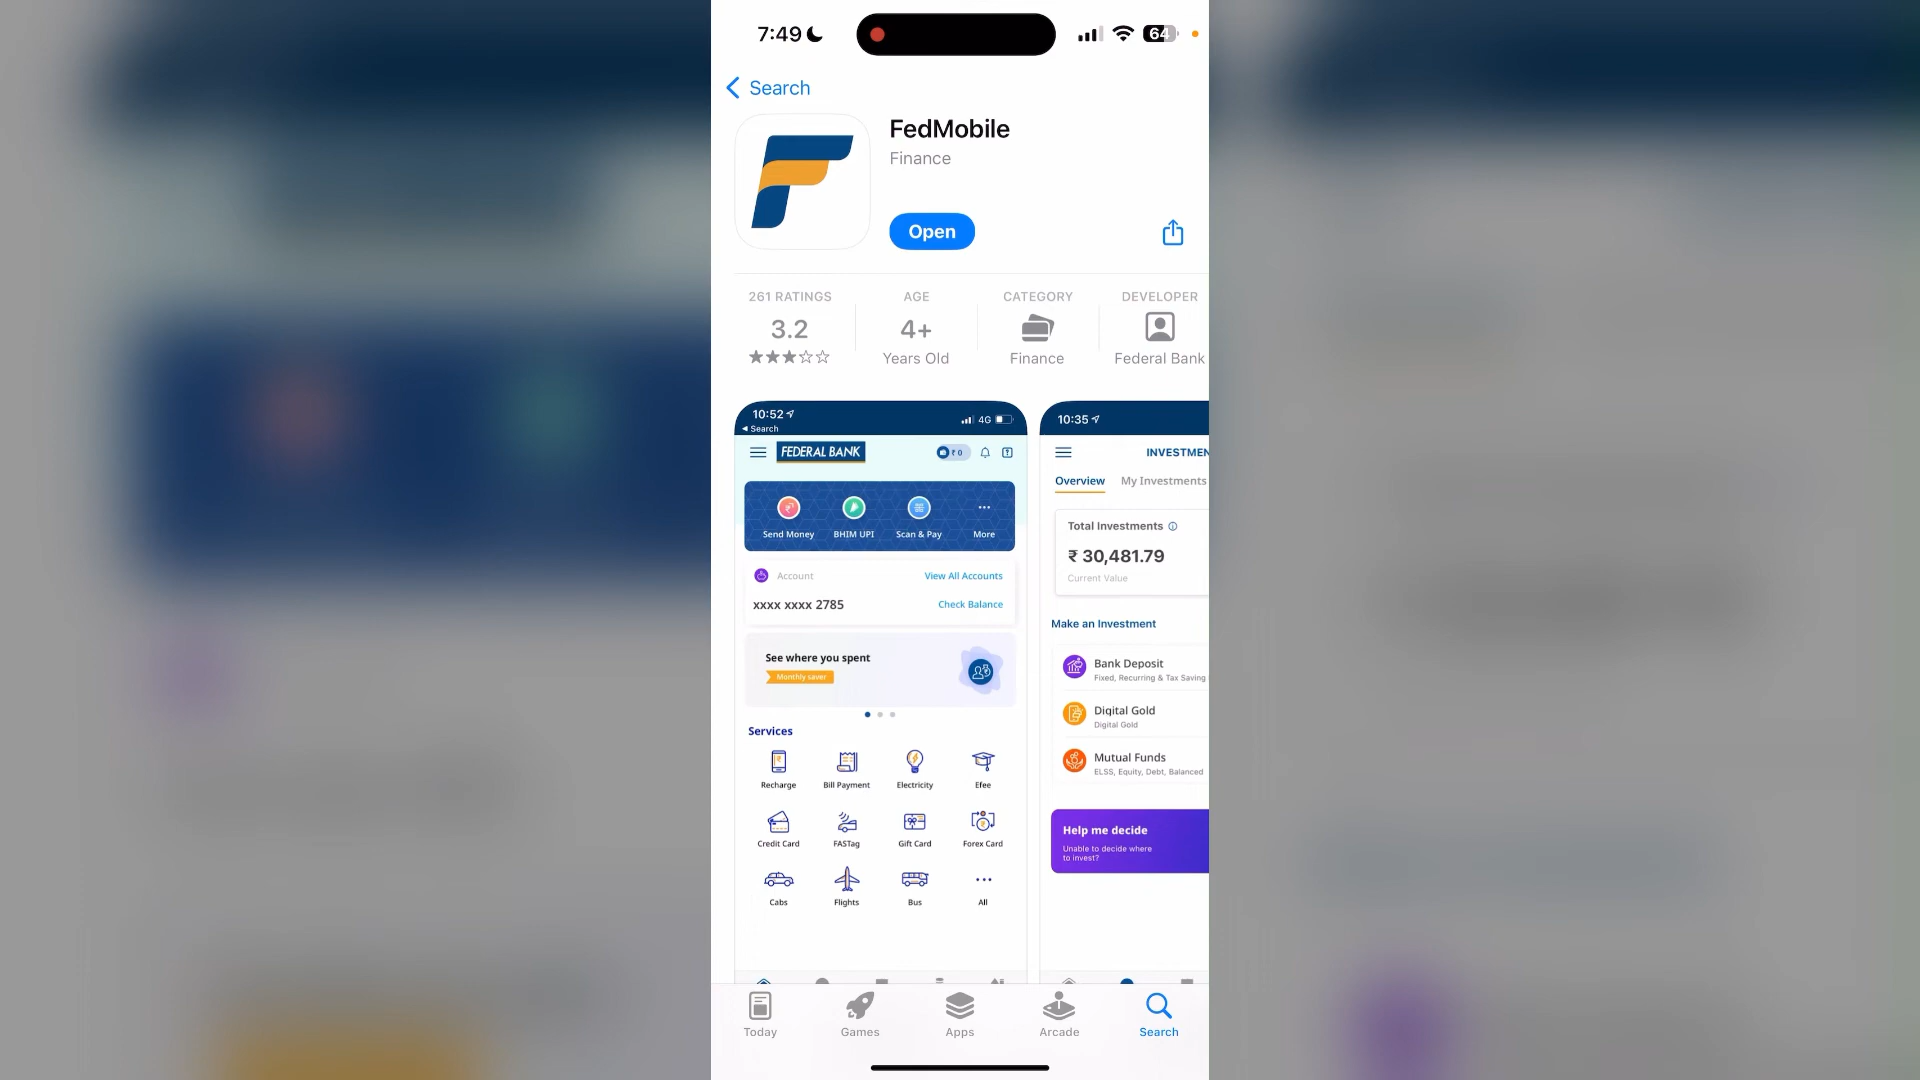 7:49
64
Search
FedMobile
Finance
Open
261 RATINGS
3.2
AGE
4+
Years Old
CATEGORY
Finance
DEVELOPER
Federal Bank
10:52
4G
Search
FEDERAL BANK
₹ 0
Send Money
BHIM UPI
Scan & Pay
More
Account
View All Accounts
xxxx xxxx 2785
Check Balance
See where you spent
Monthly saver
Services
Recharge
Bill Payment
Electricity
Efee
Credit Card
FASTag
Gift Card
Forex Card
Cabs
Flights
Bus
All
10:35
INVESTMEN
Overview
My Investments
Total Investments
₹ 30,481.79
Current Value
Make an Investment
Bank Deposit
Fixed, Recurring & Tax Saving
Digital Gold
Digital Gold
Mutual Funds
ELSS, Equity, Debt, Balanced
Help me decide
Unable to decide where
to invest?
Today
Games
Apps
Arcade
Search